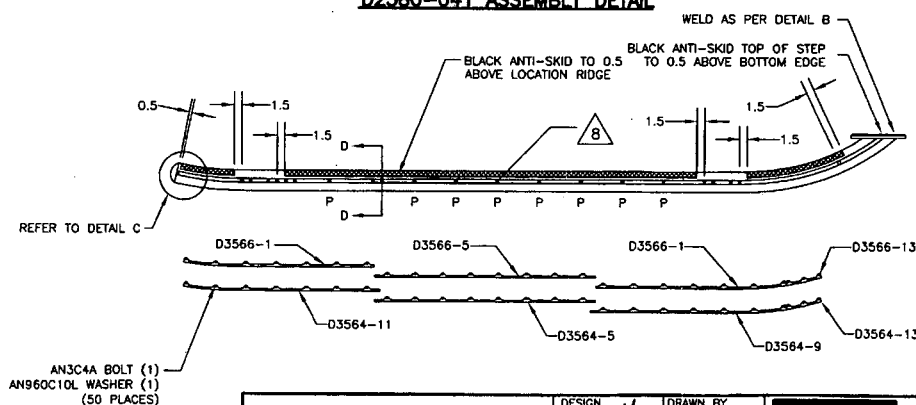 D2580-041 ASSEMBLY DETAIL
WELD AS PER DETAIL B
BLACK ANTI-SKID TO 0.5
ABOVE LOCATION RIDGE
BLACK ANTI-SKID TOP OF STEP
TO 0.5 ABOVE BOTTOM EDGE
0.5
1.5
1.5
D
8
1.5
1.5
1.5
P P P P P P P P
D
REFER TO DETAIL C
D3566-1
D3566-5
D3566-1
D3566-13
D3564-11
D3564-5
D3564-9
D3564-13
AN3C4A BOLT (1)
AN960C10L WASHER (1)
(50 PLACES)
DESIGN
DRAWN BY